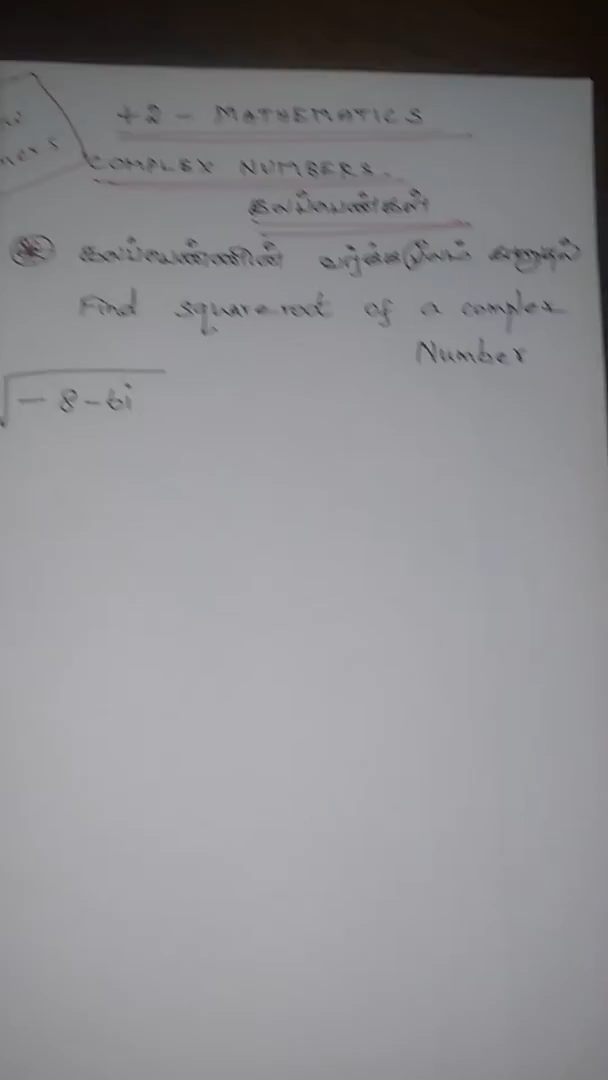 +2 - MATHEMATICS
COMPLEX NUMBERS.
கலப்பெண்கள்
கலப்பெண்ணின் வர்க்கமூலம் காணுதல்
Find square root of a complex
Number
√-8-6i